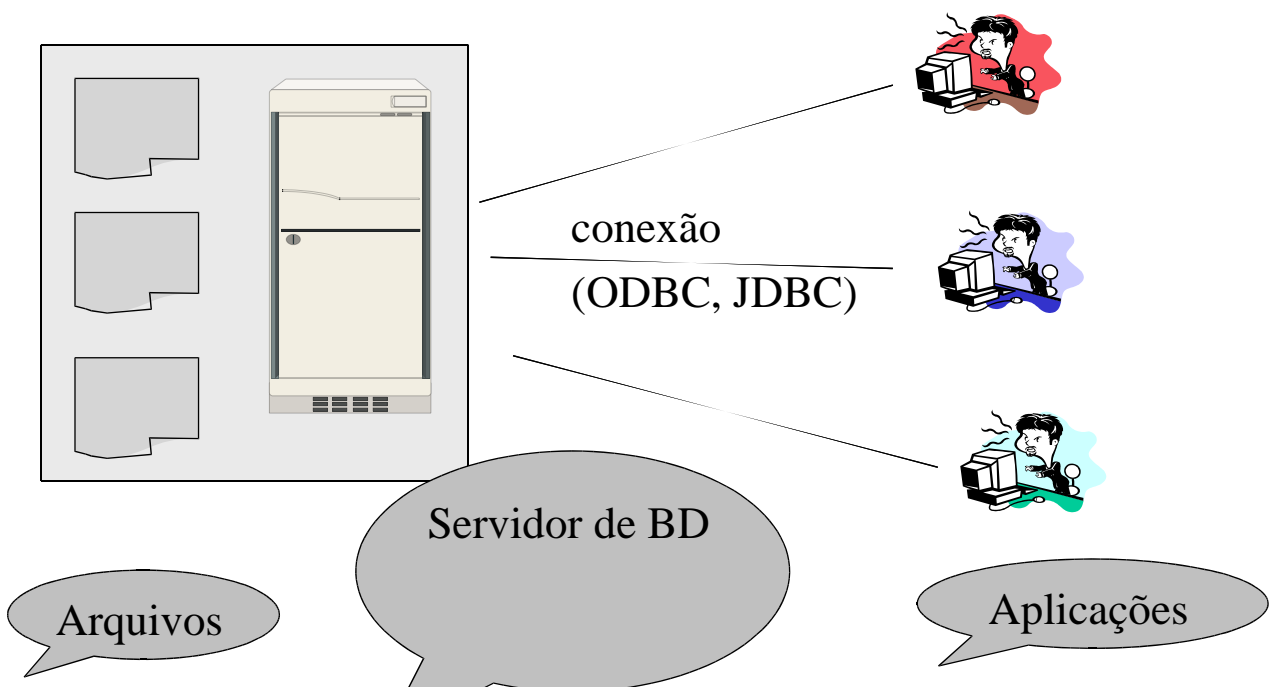 conexão
(ODBC, JDBC)
Servidor de BD
Arquivos
Aplicações